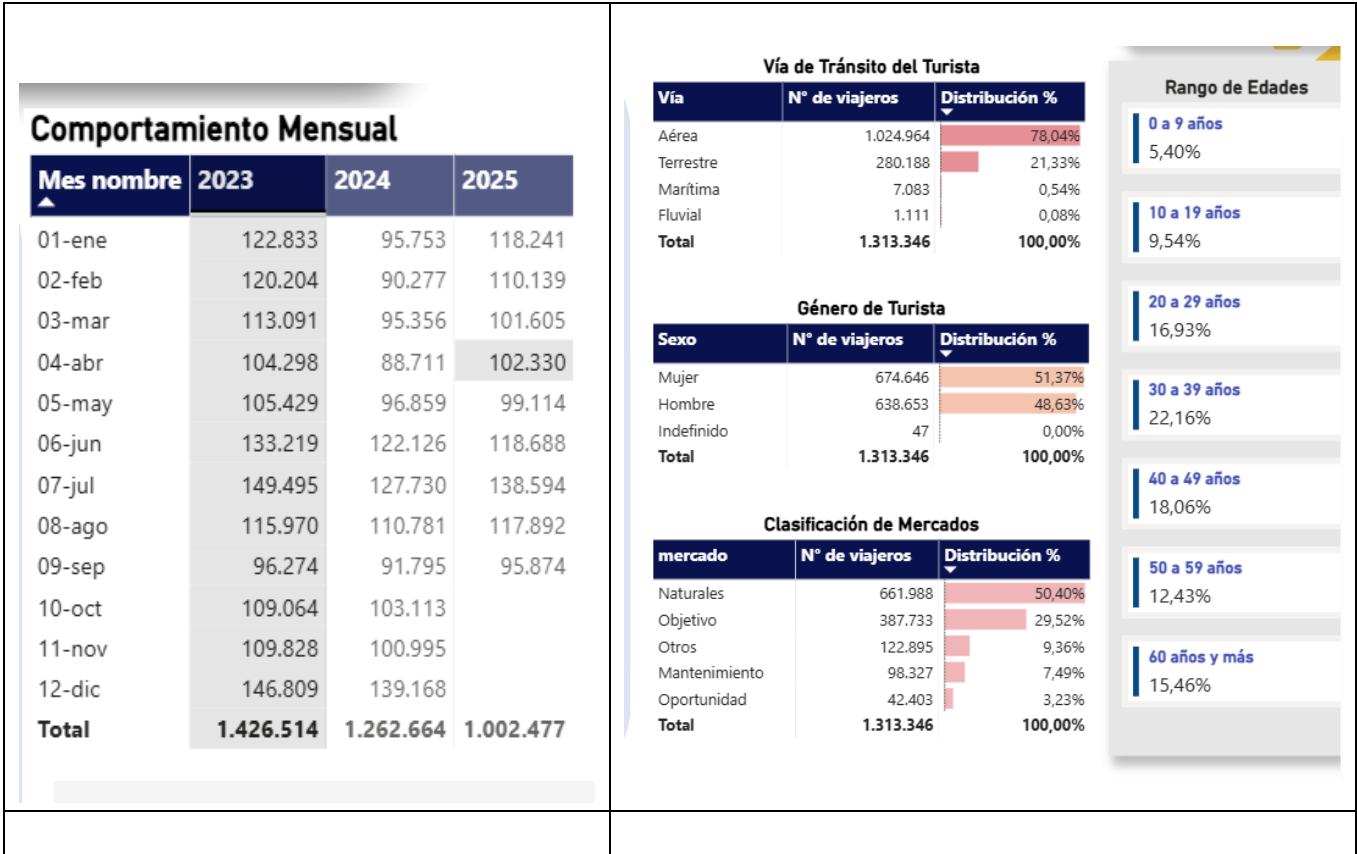 Comportamiento Mensual
Mes nombre 2023 2024 2025
01-ene 122.833 95.753 118.241
02-feb 120.204 90.277 110.139
03-mar 113.091 95.356 101.605
04-abr 104.298 88.711 102.330
05-may 105.429 96.859 99.114
06-jun 133.219 122.126 118.688
07-jul 149.495 127.730 138.594
08-ago 115.970 110.781 117.892
09-sep 96.274 91.795 95.874
10-oct 109.064 103.113
11-nov 109.828 100.995
12-dic 146.809 139.168
Total 1.426.514 1.262.664 1.002.477
Vía de Tránsito del Turista
Vía N° de viajeros Distribución %
Aérea 1.024.964 78,04%
Terrestre 280.188 21,33%
Marítima 7.083 0,54%
Fluvial 1.111 0,08%
Total 1.313.346 100,00%
Género de Turista
Sexo N° de viajeros Distribución %
Mujer 674.646 51,37%
Hombre 638.653 48,63%
Indefinido 47 0,00%
Total 1.313.346 100,00%
Clasificación de Mercados
mercado N° de viajeros Distribución %
Naturales 661.988 50,40%
Objetivo 387.733 29,52%
Otros 122.895 9,36%
Mantenimiento 98.327 7,49%
Oportunidad 42.403 3,23%
Total 1.313.346 100,00%
Rango de Edades
0 a 9 años
5,40%
10 a 19 años
9,54%
20 a 29 años
16,93%
30 a 39 años
22,16%
40 a 49 años
18,06%
50 a 59 años
12,43%
60 años y más
15,46%